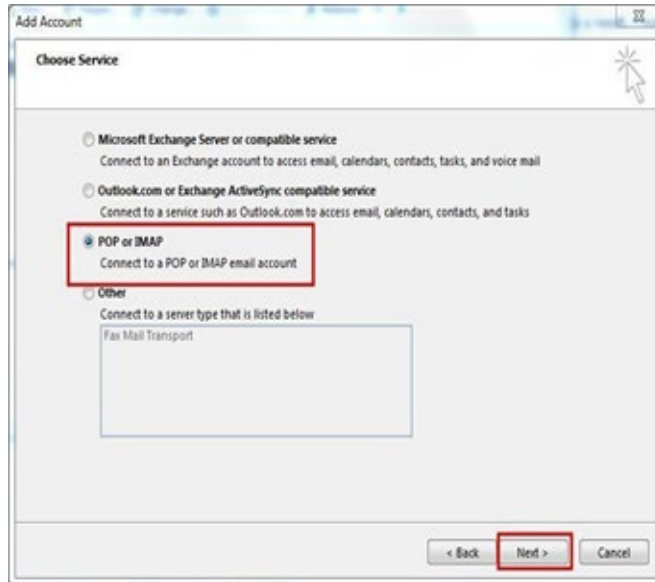 Add Account
Choose Service
Microsoft Exchange Server or compatible service
Connect to an Exchange account to access email, calendars, contacts, tasks, and voice mail
Outlook.com or Exchange ActiveSync compatible service
Connect to a service such as Outlook.com to access email, calendars, contacts, and tasks
POP or IMAP
Connect to a POP or IMAP email account
Other
Connect to a server type that is listed below
Fax Mail Transport
< Back
Next >
Cancel